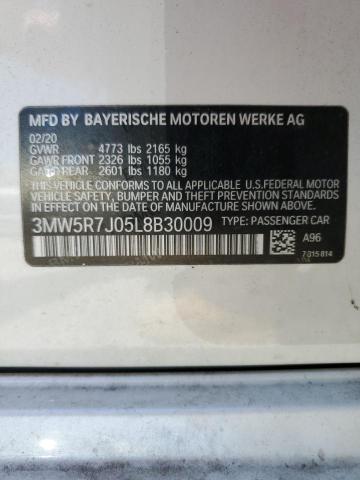 MFD BY BAYERISCHE MOTOREN WERKE AG
02/20
GVWR 4773 lbs 2165 kg
GAWR FRONT 2326 lbs 1055 kg
GAWR REAR 2601 lbs 1180 kg
THIS VEHICLE CONFORMS TO ALL APPLICABLE U.S.FEDERAL MOTOR
VEHICLE SAFETY, BUMPER AND THEFT PREVENTION STANDARDS
IN EFFECT ON THE DATE OF MANUFACTURE SHOWN ABOVE.
3MW5R7J05L8B30009 TYPE: PASSENGER CAR
A96
7 315 814